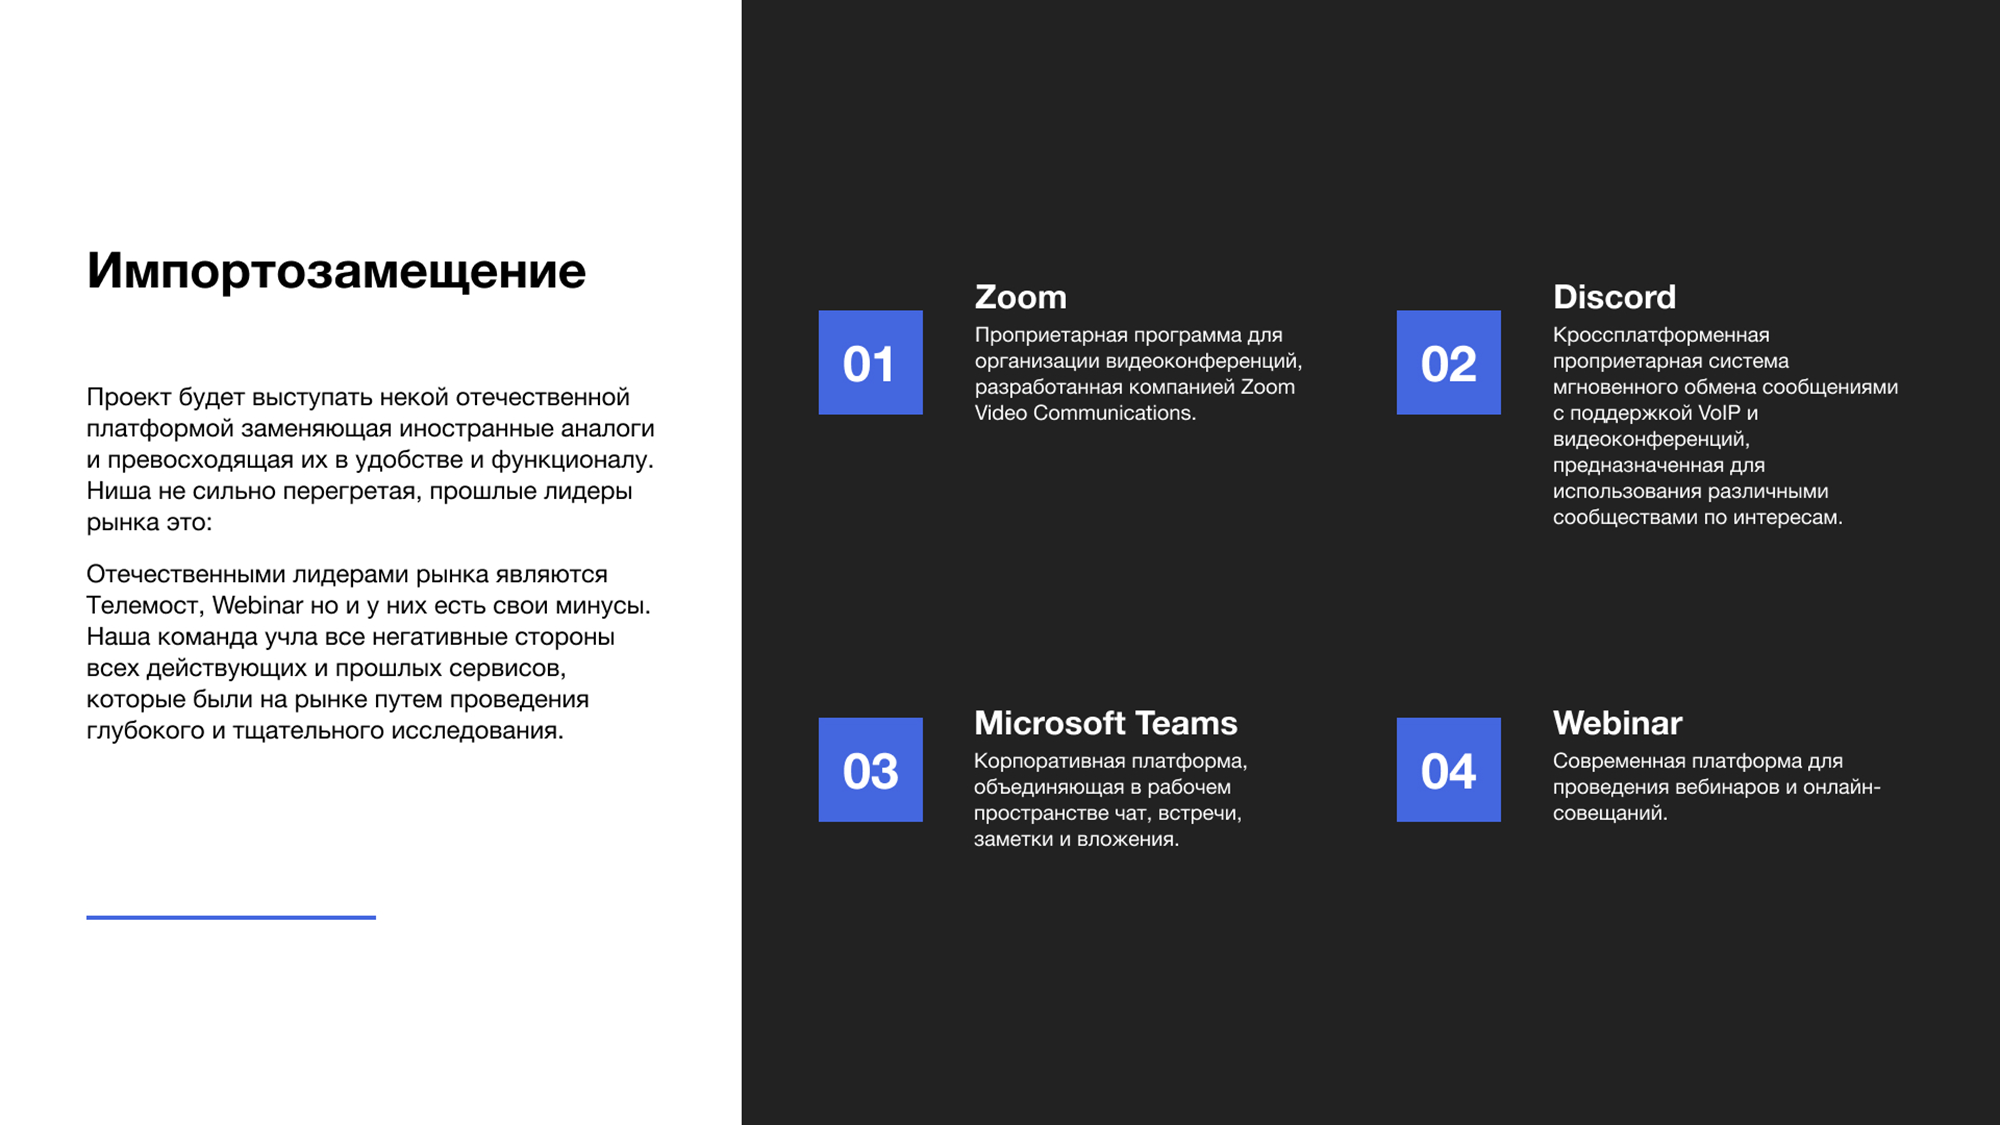 Импортозамещение
Проект будет выступать некой отечественной
платформой заменяющая иностранные аналоги
и превосходящая их в удобстве и функционалу.
Ниша не сильно перегретая, прошлые лидеры
рынка это:
Отечественными лидерами рынка являются
Телемост, Webinar но и у них есть свои минусы.
Наша команда учла все негативные стороны
всех действующих и прошлых сервисов,
которые были на рынке путем проведения
глубокого и тщательного исследования.
01
Zoom
Проприетарная программа для
организации видеоконференций,
разработанная компанией Zoom
Video Communications.
02
Discord
Кроссплатформенная
проприетарная система
мгновенного обмена сообщениями
с поддержкой VoIP и
видеоконференций,
предназначенная для
использования различными
сообществами по интересам.
03
Microsoft Teams
Корпоративная платформа,
объединяющая в рабочем
пространстве чат, встречи,
заметки и вложения.
04
Webinar
Современная платформа для
проведения вебинаров и онлайн-
совещаний.